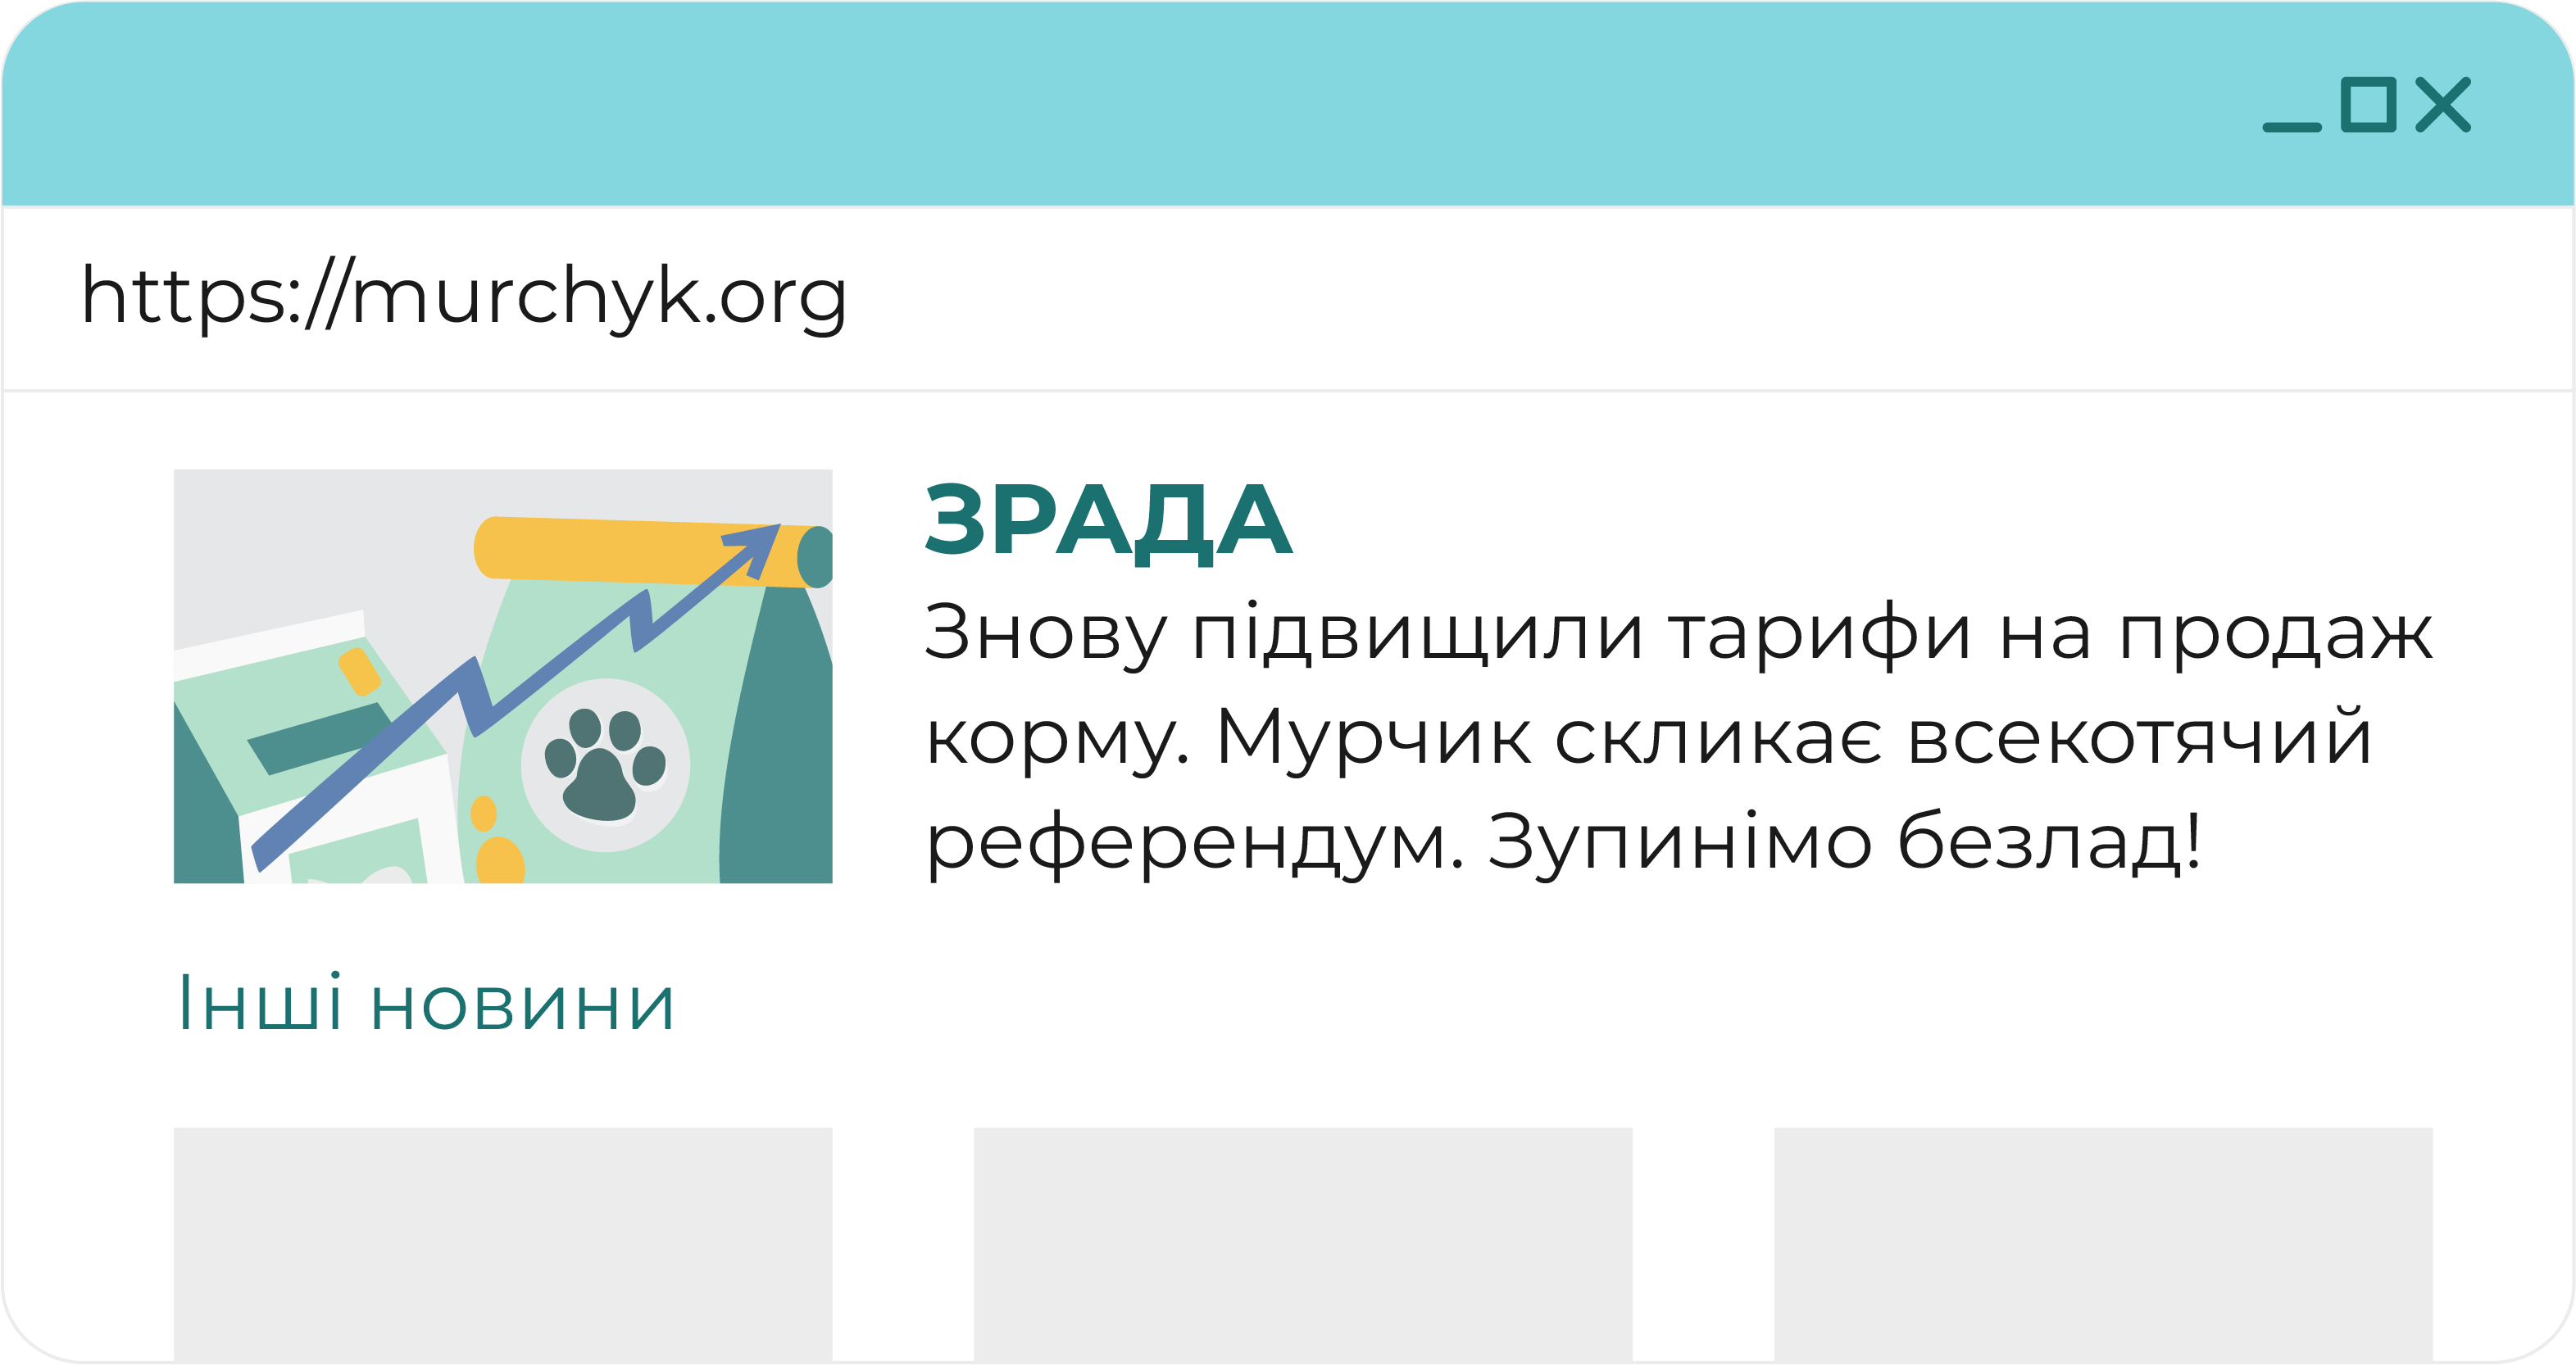 https://murchyk.org
ЗРАДА
Знову підвищили тарифи на продаж
корму. Мурчик скликає всекотячий
референдум. Зупинімо безлад!
Інші новини